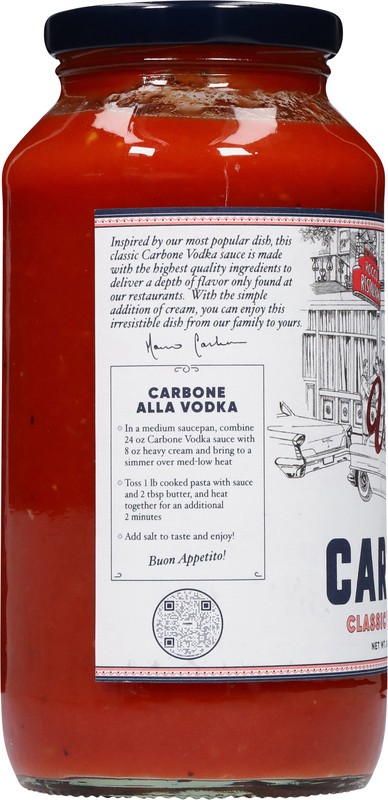 Inspired by our most popular dish, this
classic Carbone Vodka sauce is made
with the highest quality ingredients to
deliver a depth of flavor only found at
our restaurants. With the simple
addition of cream, you can enjoy this
irresistible dish from our family to yours.
CARBONE
ALLA VODKA
In a medium saucepan, combine
24 oz Carbone Vodka sauce with
8 oz heavy cream and bring to a
simmer over med-low heat
Toss 1 lb cooked pasta with sauce
and 2 tbsp butter, and heat
together for an additional
2 minutes
Add salt to taste and enjoy!
Buon Appetito!
CAR
CLASSIC
NET WT